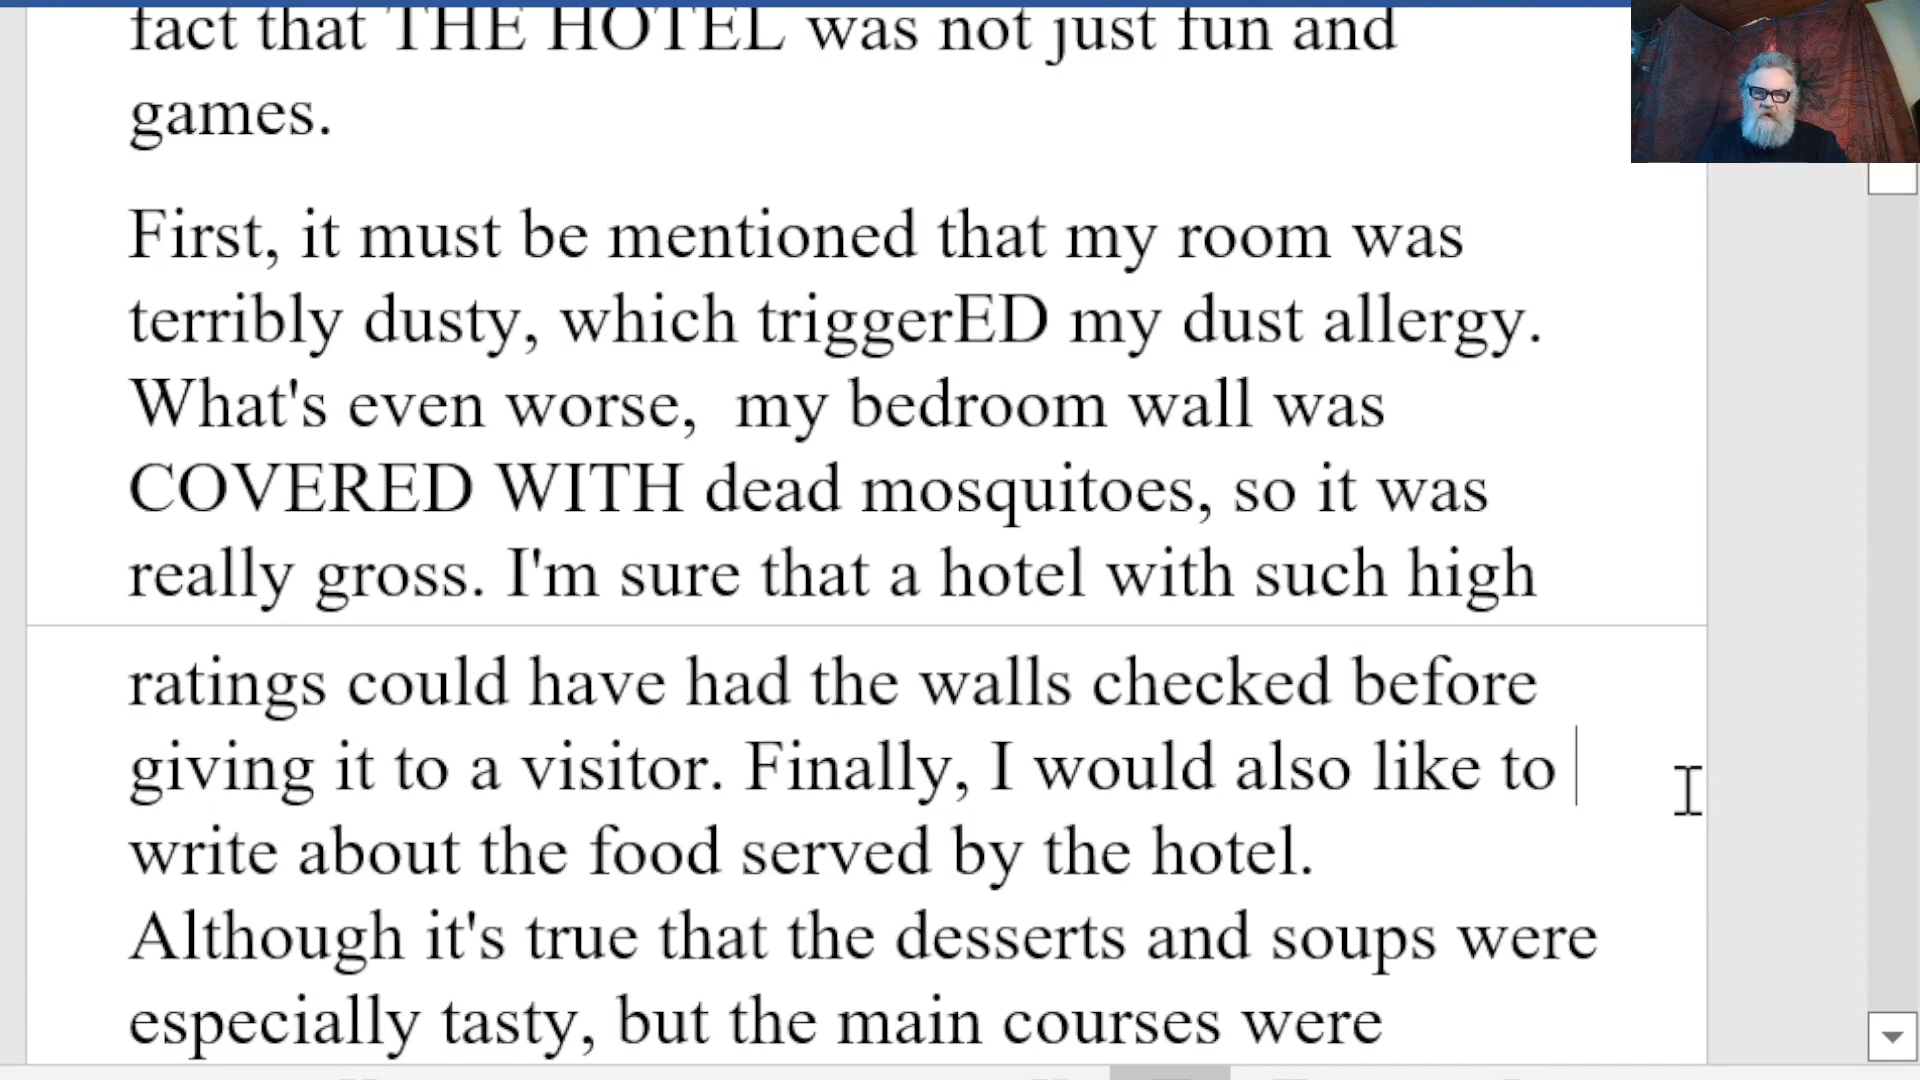 fact that THE HOTEL was not just fun and
games.
First, it must be mentioned that my room was
terribly dusty, which triggerED my dust allergy.
What's even worse,  my bedroom wall was
COVERED WITH dead mosquitoes, so it was
really gross. I'm sure that a hotel with such high
ratings could have had the walls checked before
giving it to a visitor. Finally, I would also like to
write about the food served by the hotel.
Although it's true that the desserts and soups were
especially tasty, but the main courses were